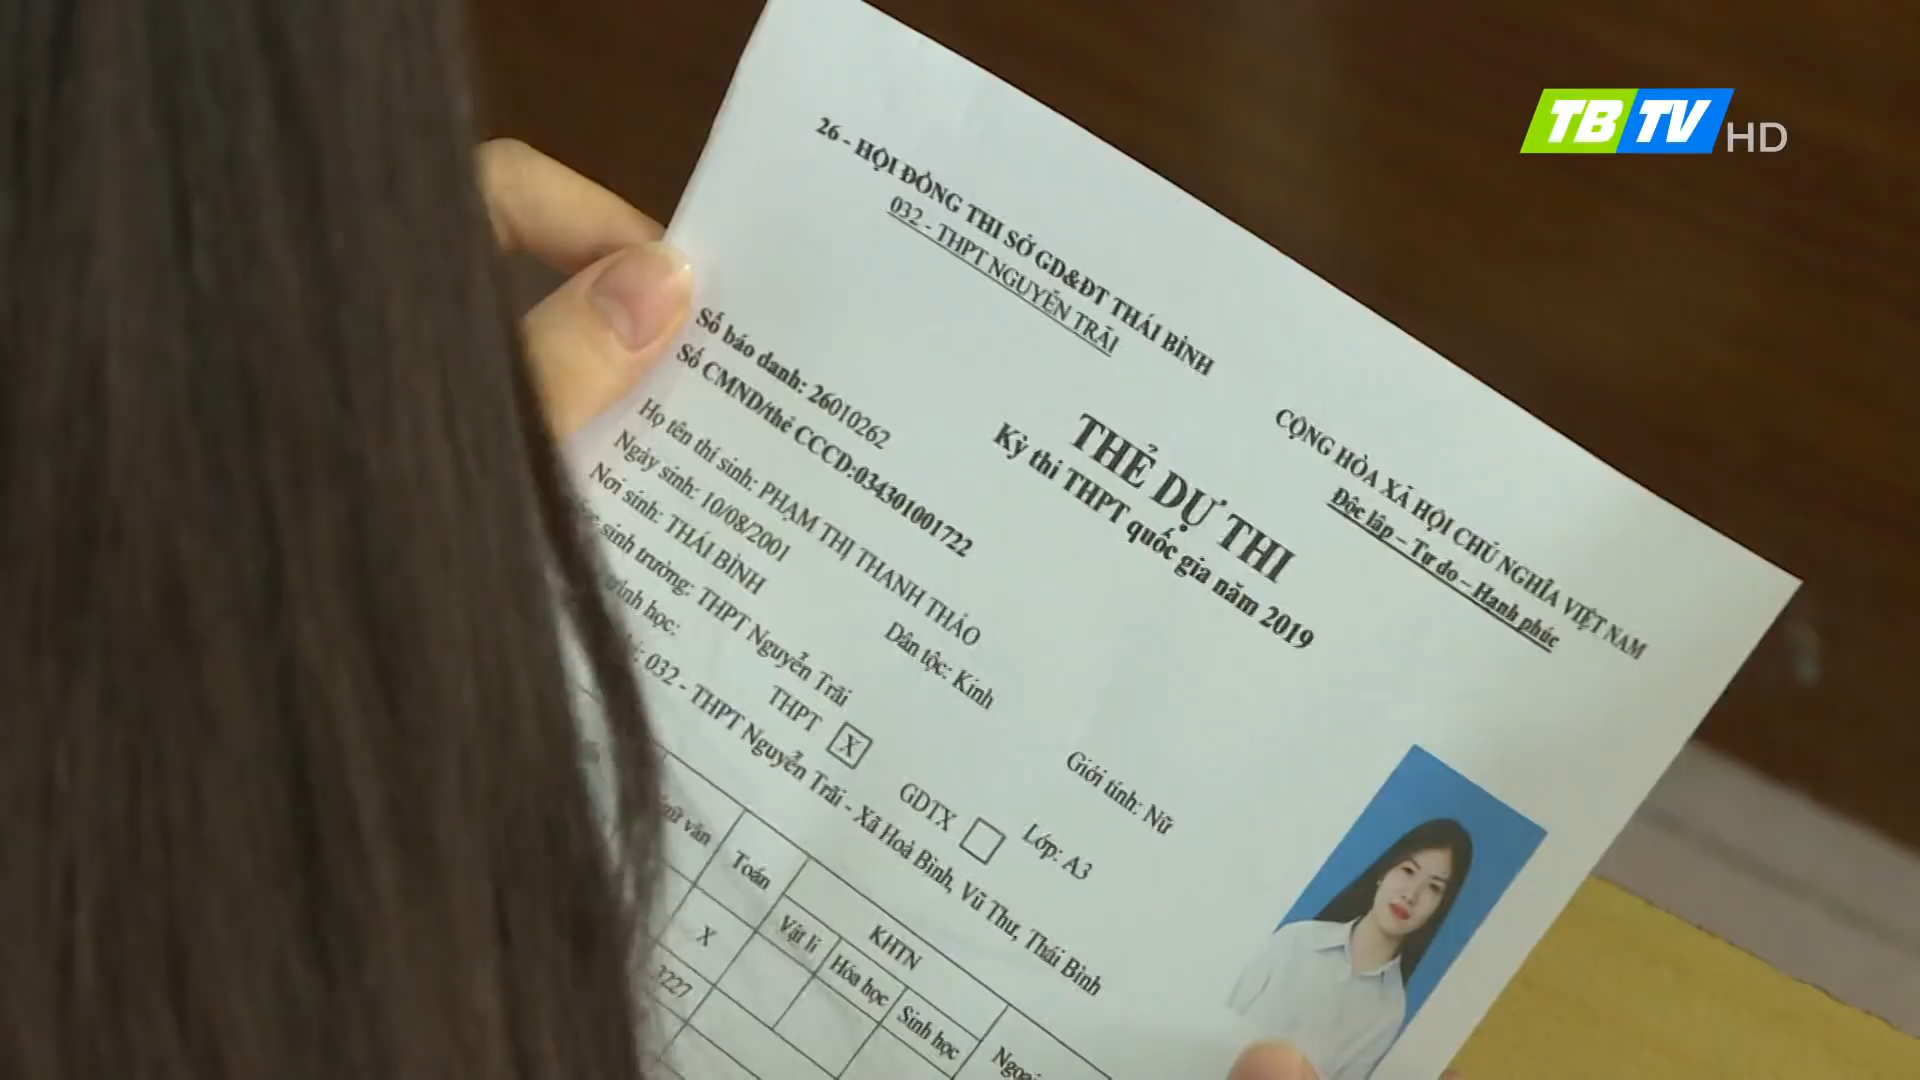 TBTV HD
26 - HỘI ĐỒNG THI SỞ GD&ĐT THÁI BÌNH
032 - THPT NGUYỄN TRÃI
CỘNG HÒA XÃ HỘI CHỦ NGHĨA VIỆT NAM
Độc lập – Tự do – Hạnh phúc
THẺ DỰ THI
Kỳ thi THPT quốc gia năm 2019
Số báo danh: 26010262
Số CMND/thẻ CCCD:034301001722
Họ tên thí sinh: PHẠM THỊ THANH THẢO
Ngày sinh: 10/08/2001 Dân tộc: Kinh Giới tính: Nữ
Nơi sinh: THÁI BÌNH
sinh trường: THPT Nguyễn Trãi Lớp: A3
học: THPT X GDTX
032 - THPT Nguyễn Trãi - Xã Hoà Bình, Vũ Thư, Thái Bình
văn Toán KHTN
Vật lí Hóa học Sinh học
X
3227